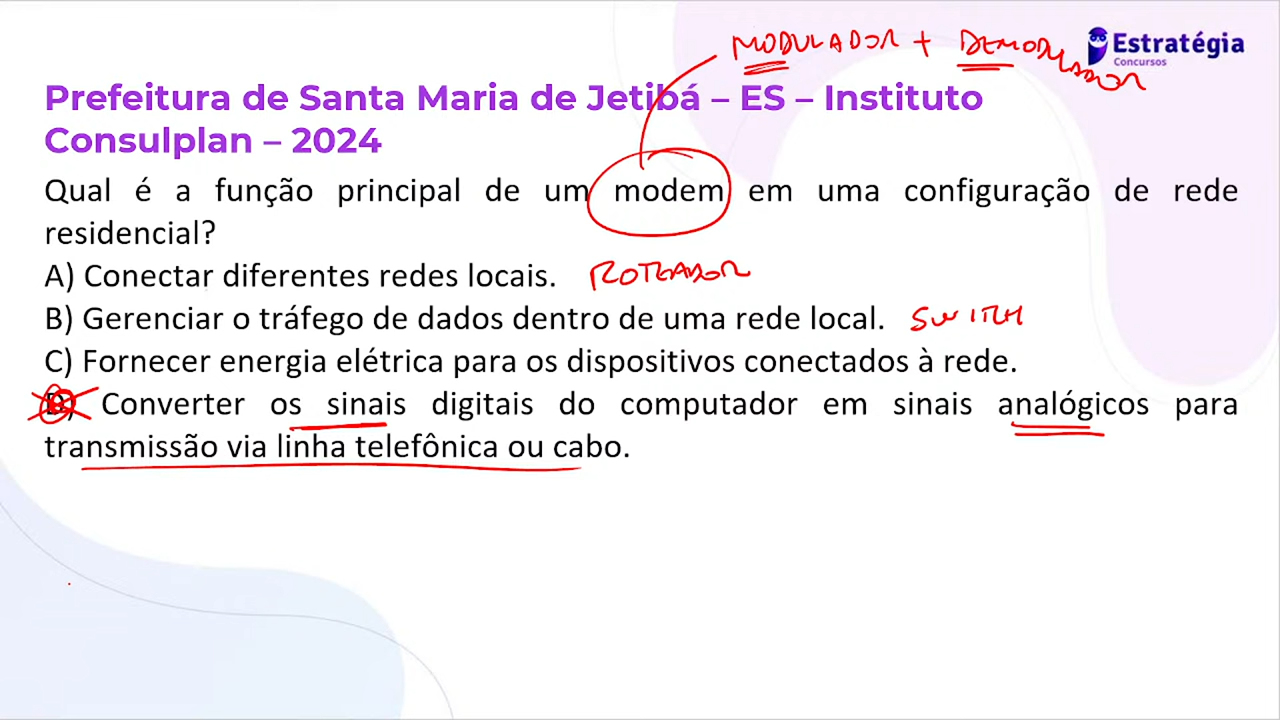 MODULADOR + DEMODULADOR
Estratégia
Concursos
Prefeitura de Santa Maria de Jetibá – ES – Instituto
Consulplan – 2024
Qual é a função principal de um modem em uma configuração de rede
residencial?
A) Conectar diferentes redes locais. ROTEADOR
B) Gerenciar o tráfego de dados dentro de uma rede local. SWITCH
C) Fornecer energia elétrica para os dispositivos conectados à rede.
D) Converter os sinais digitais do computador em sinais analógicos para
transmissão via linha telefônica ou cabo.